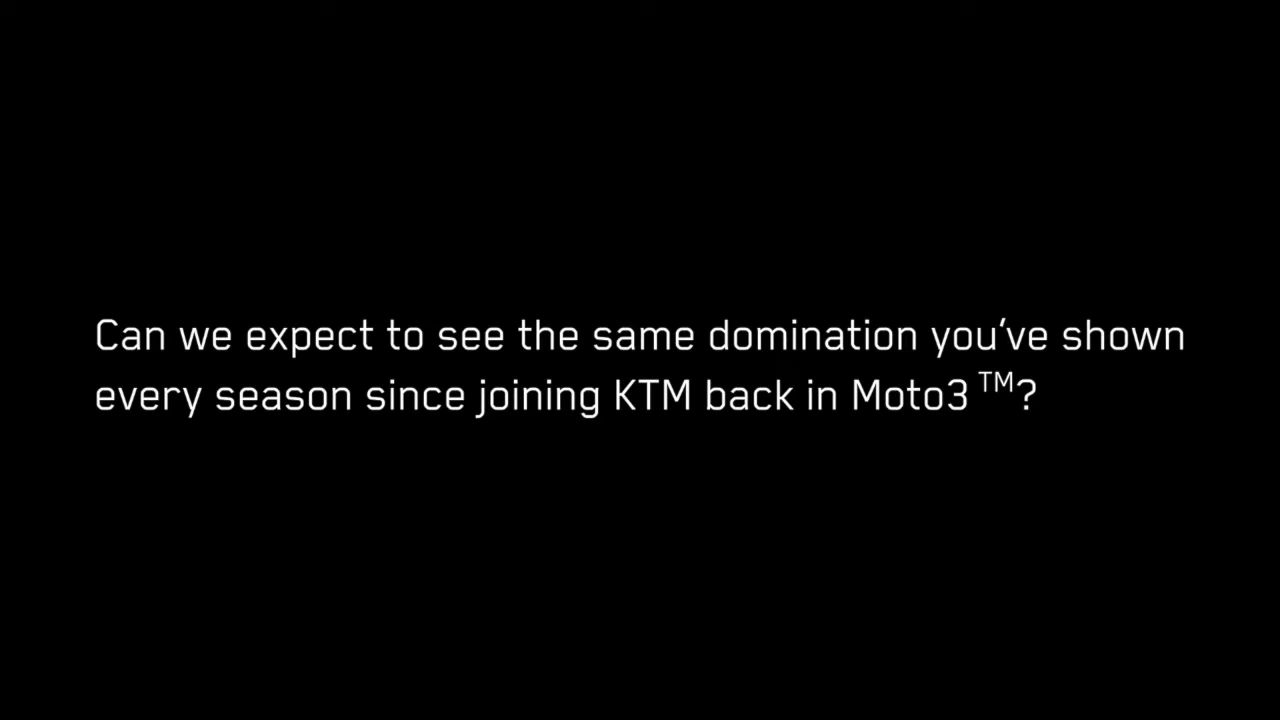 Can we expect to see the same domination you’ve shown
every season since joining KTM back in Moto3 ™?